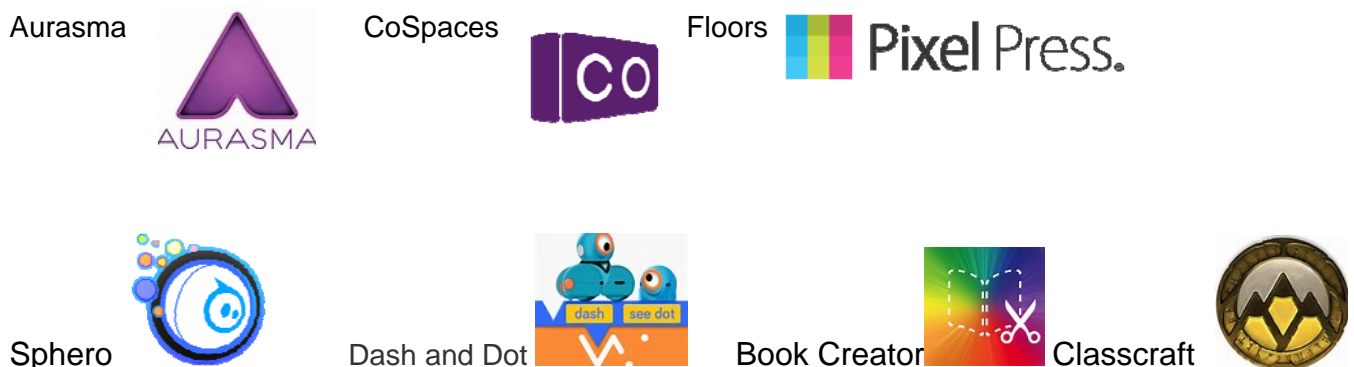 Aurasma CoSpaces Floors Pixel Press.
CO
AURASMA
dash see dot
Sphero Dash and Dot Book Creator Classcraft